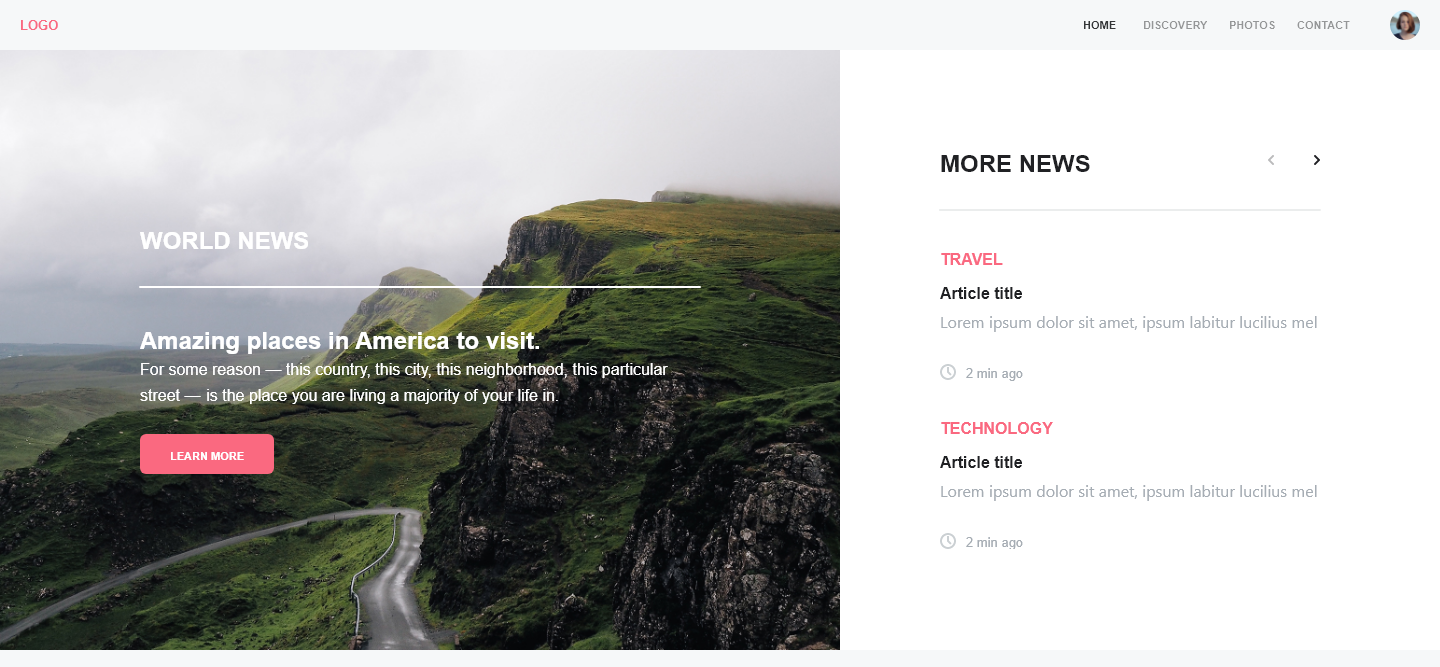 LOGO
HOME DISCOVERY PHOTOS CONTACT
WORLD NEWS
Amazing places in America to visit.
For some reason — this country, this city, this neighborhood, this particular
street — is the place you are living a majority of your life in.
LEARN MORE
MORE NEWS
TRAVEL
Article title
Lorem ipsum dolor sit amet, ipsum labitur lucilius mel
2 min ago
TECHNOLOGY
Article title
Lorem ipsum dolor sit amet, ipsum labitur lucilius mel
2 min ago